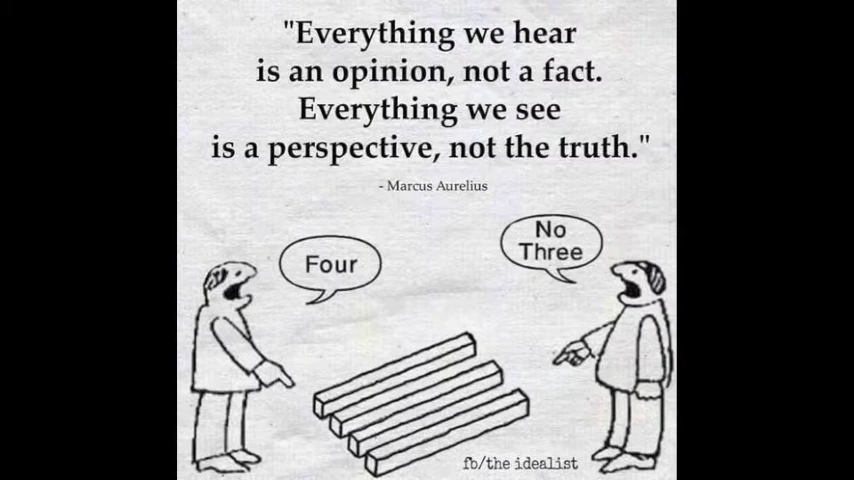 "Everything we hear
is an opinion, not a fact.
Everything we see
is a perspective, not the truth."
- Marcus Aurelius
Four
No
Three
fb/the idealist